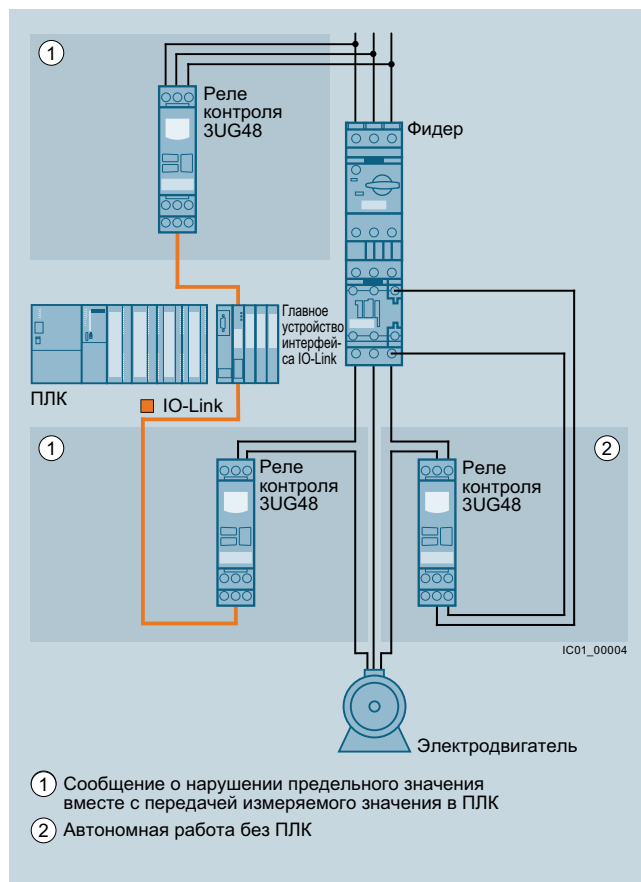 1
Реле
контроля
3UG48
Фидер
Главное
устройство
интерфей-
са IO-Link
ПЛК
IO-Link
1
Реле
контроля
3UG48
2
Реле
контроля
3UG48
IC01_00004
Электродвигатель
1 Сообщение о нарушении предельного значения
вместе с передачей измеряемого значения в ПЛК
2 Автономная работа без ПЛК